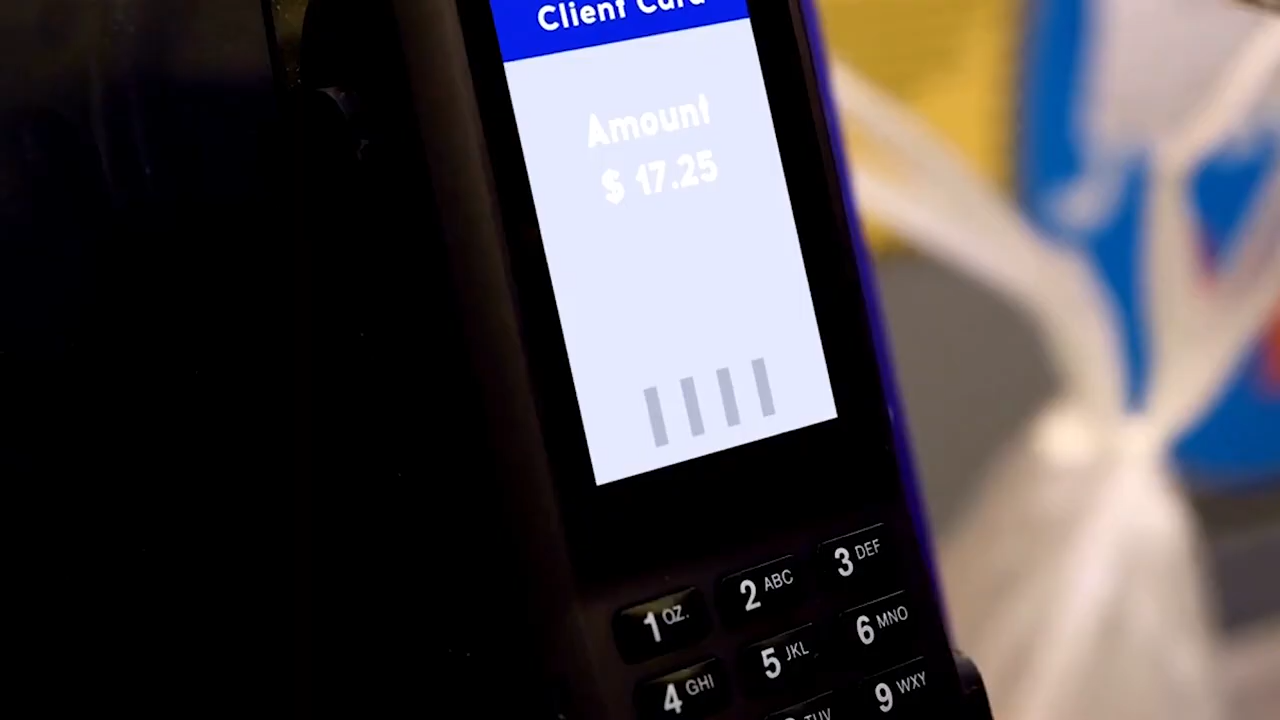 Client Card
Amount
$ 17.25
1 QZ.
2 ABC
3 DEF
4 GHI
5 JKL
6 MNO
TUV
9 WXY